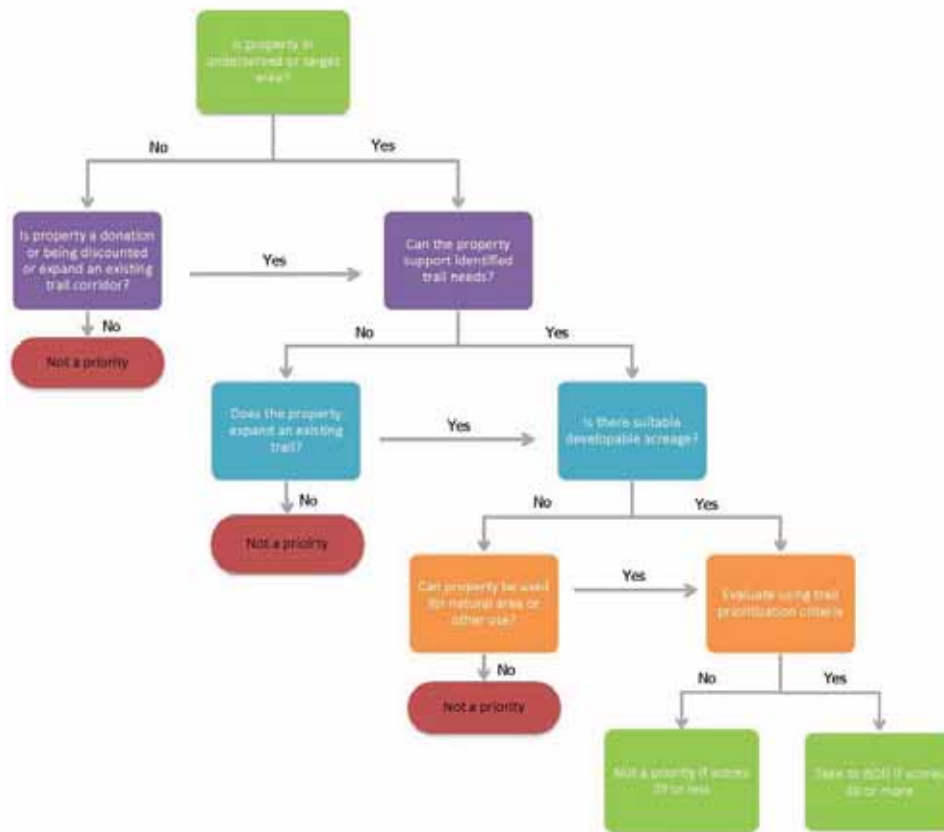 Is property in
underserved or target
area?
No
Yes
Is property a donation
or being discounted
or expand an existing
trail corridor?
Yes
Can the property
support identified
trail needs?
No
Not a priority
No
Yes
Does the property
expand an existing
trail?
Yes
Is there suitable
developable acreage?
No
Not a priority
No
Yes
Can property be used
for natural area or
other use?
Yes
Evaluate using trail
prioritization criteria
No
Not a priority
No
Yes
Not a priority if scores
or less
Take to BOD if scores
or more